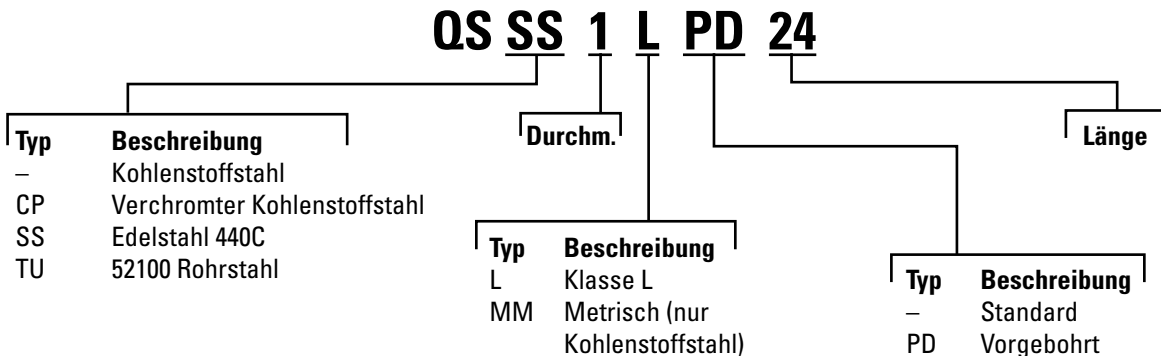 QS SS 1 L PD 24
Typ Beschreibung
– Kohlenstoffstahl
CP Verchromter Kohlenstoffstahl
SS Edelstahl 440C
TU 52100 Rohrstahl
Durchm.
Typ Beschreibung
L Klasse L
MM Metrisch (nur
Kohlenstoffstahl)
Typ Beschreibung
– Standard
PD Vorgebohrt
Länge